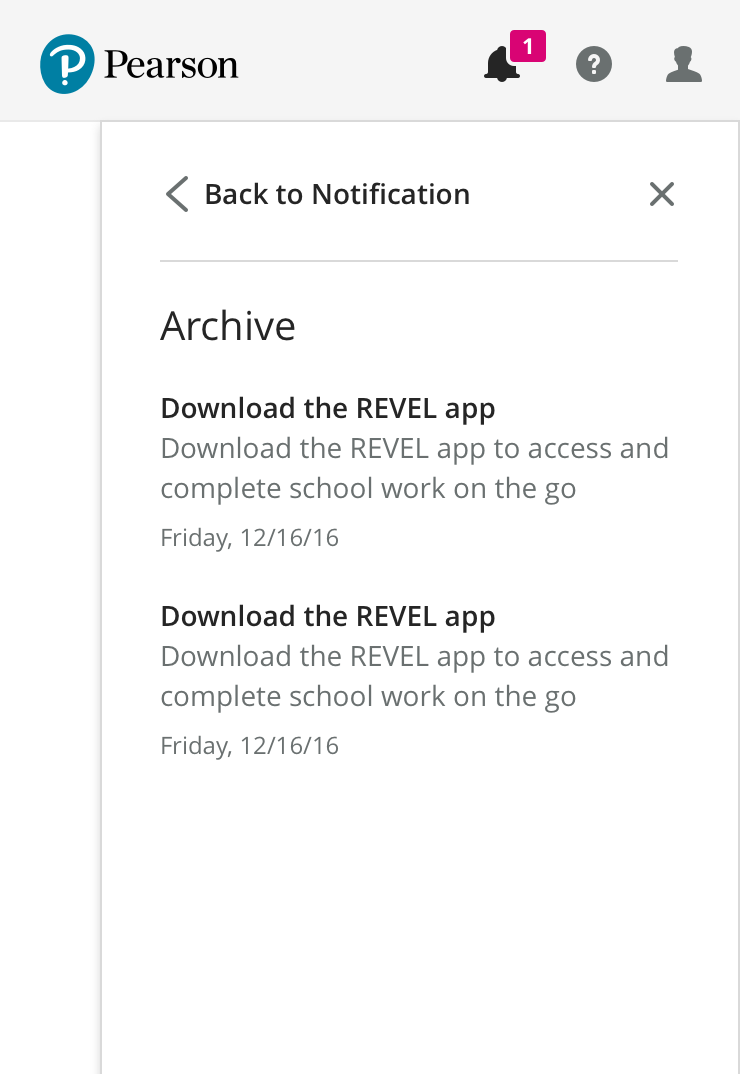 Pearson
1
?
Back to Notification
Archive
Download the REVEL app
Download the REVEL app to access and
complete school work on the go
Friday, 12/16/16
Download the REVEL app
Download the REVEL app to access and
complete school work on the go
Friday, 12/16/16